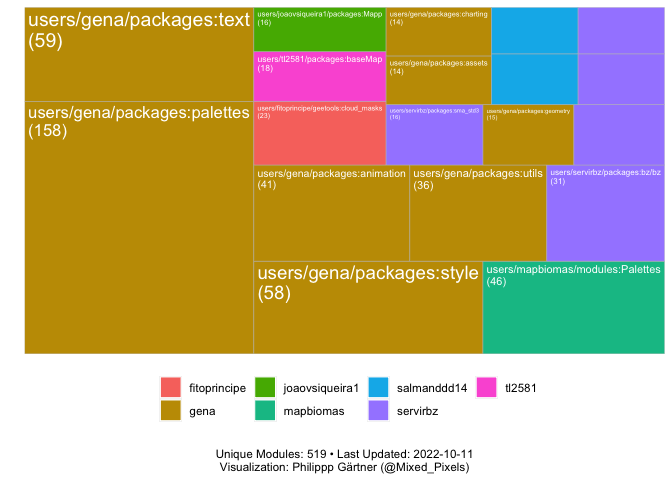 users/gena/packages:text
(59)
users/gena/packages:palettes
(158)
users/joaovsiqueira1/packages:Mapp
(16)
users/tl2581/packages:baseMap
(18)
users/gena/packages:charting
(14)
users/gena/packages:assets
(14)
users/fitoprincipe/geetools:cloud_masks
(23)
users/servirbz/packages:sma_std3
(16)
users/gena/packages:geometry
(15)
users/gena/packages:animation
(41)
users/gena/packages:utils
(36)
users/servirbz/packages:bz/bz
(31)
users/gena/packages:style
(58)
users/mapbiomas/modules:Palettes
(46)
fitoprincipe
joaovsiqueira1
salmanddd14
tl2581
gena
mapbiomas
servirbz
Unique Modules: 519 • Last Updated: 2022-10-11
Visualization: Philippp Gärtner (@Mixed_Pixels)